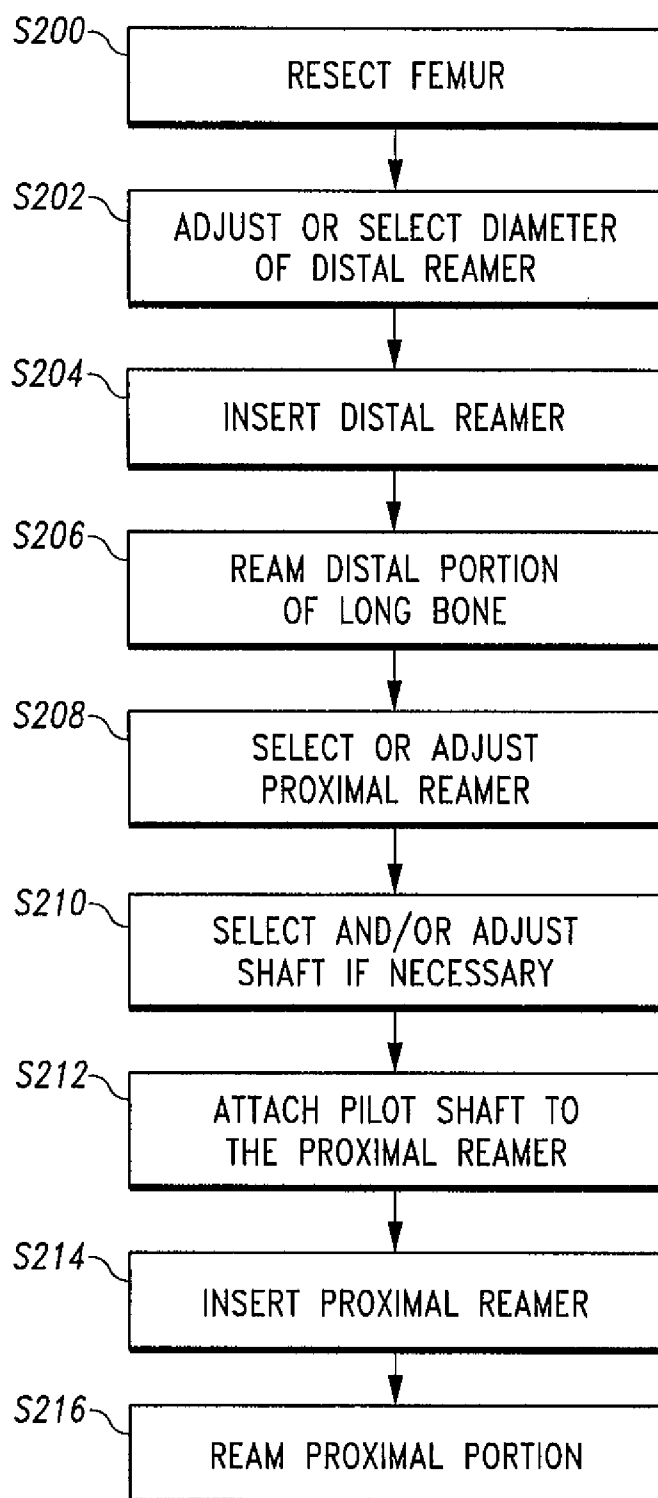 S200
RESECT FEMUR
S202
ADJUST OR SELECT DIAMETER
OF DISTAL REAMER
S204
INSERT DISTAL REAMER
S206
REAM DISTAL PORTION
OF LONG BONE
S208
SELECT OR ADJUST
PROXIMAL REAMER
S210
SELECT AND/OR ADJUST
SHAFT IF NECESSARY
S212
ATTACH PILOT SHAFT TO
THE PROXIMAL REAMER
S214
INSERT PROXIMAL REAMER
S216
REAM PROXIMAL PORTION